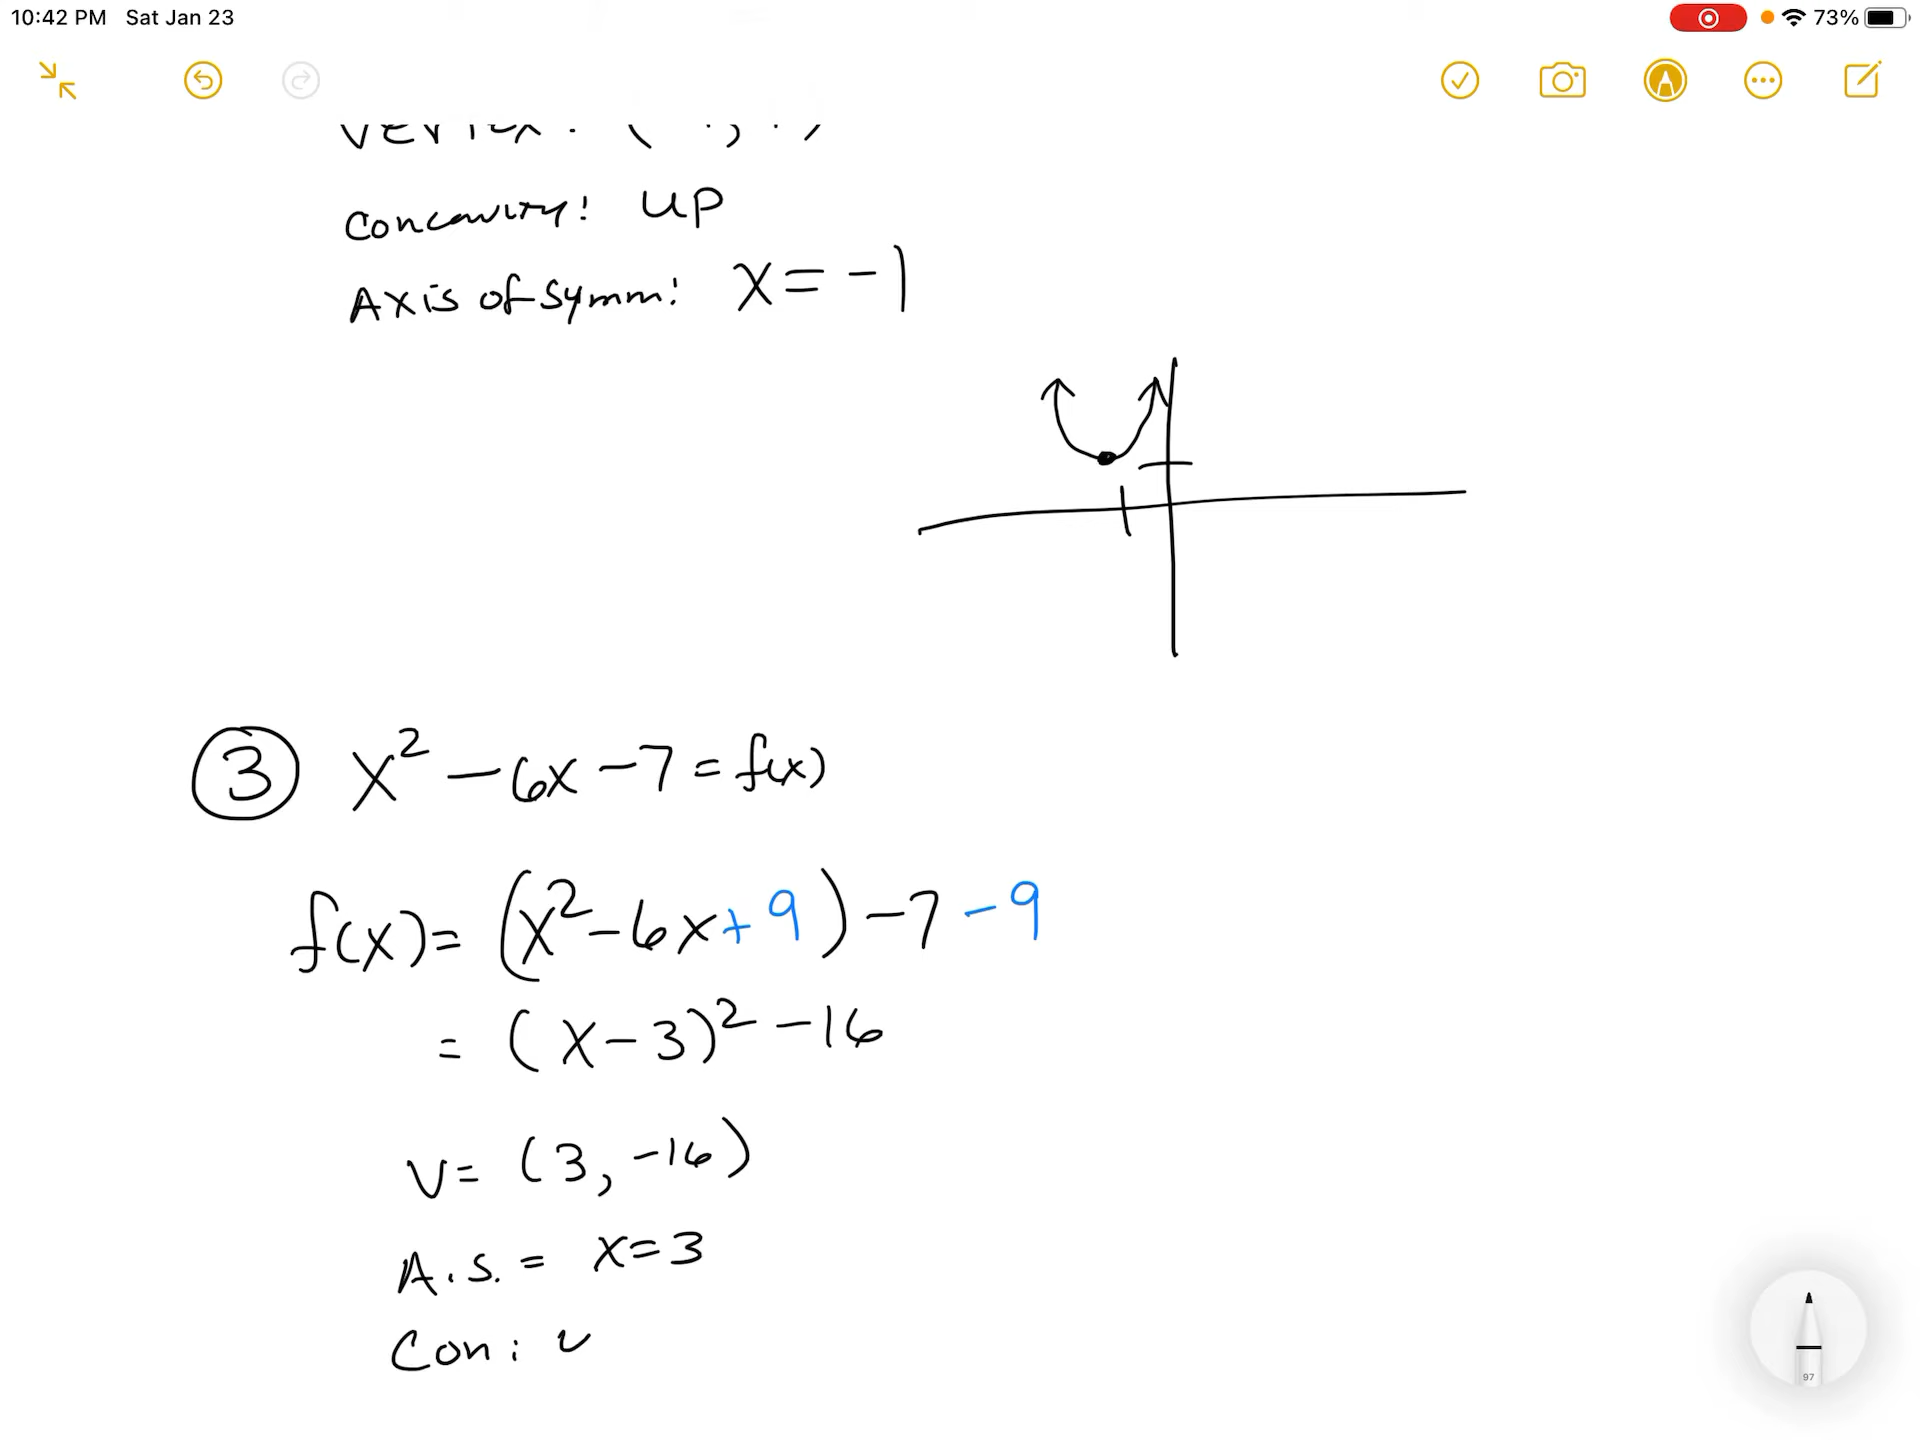 10:42 PM Sat Jan 23
73%
Concavity: UP
Axis of symm: x = -1
③ x² - 6x - 7 = f(x)
f(x) = (x² - 6x + 9) - 7 - 9
= (x - 3)² - 16
V = (3, -16)
A.S. = x = 3
Con: u
97